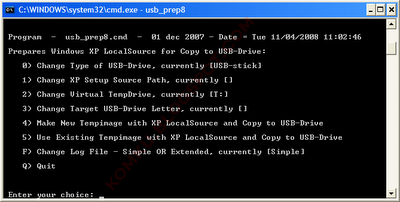 C:\WINDOWS\system32\cmd.exe - usb_prep8
Program - usb_prep8.cmd - 01 dec 2007 - Date = Tue 11/04/2008 11:02:46
Prepares Windows XP LocalSource for Copy to USB-Drive:
0) Change Type of USB-Drive, currently [USB-stick]
1) Change XP Setup Source Path, currently []
2) Change Virtual TempDrive, currently [T:]
3) Change Target USB-Drive Letter, currently []
4) Make New Tempimage with XP LocalSource and Copy to USB-Drive
5) Use Existing Tempimage with XP LocalSource and Copy to USB-Drive
F) Change Log File - Simple OR Extended, currently [Simple]
Q) Quit
Enter your choice: _